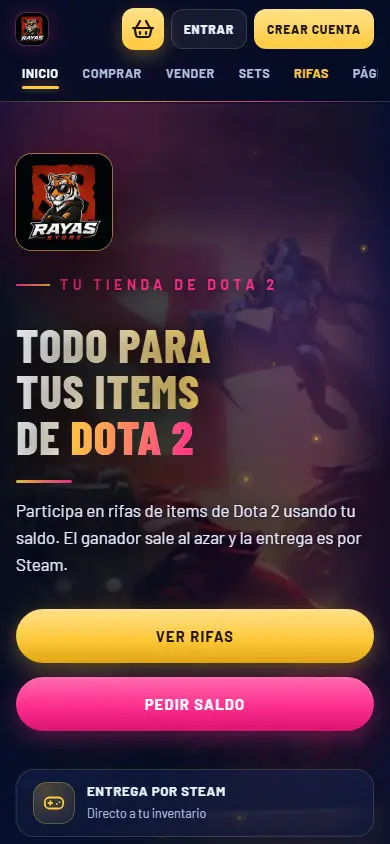 ENTRAR
CREAR CUENTA
INICIO COMPRAR VENDER SETS RIFAS PÁG
RAYAS
STORE
TU TIENDA DE DOTA 2
TODO PARA
TUS ITEMS
DE DOTA 2
Participa en rifas de items de Dota 2 usando tu
saldo. El ganador sale al azar y la entrega es por
Steam.
VER RIFAS
PEDIR SALDO
ENTREGA POR STEAM
Directo a tu inventario